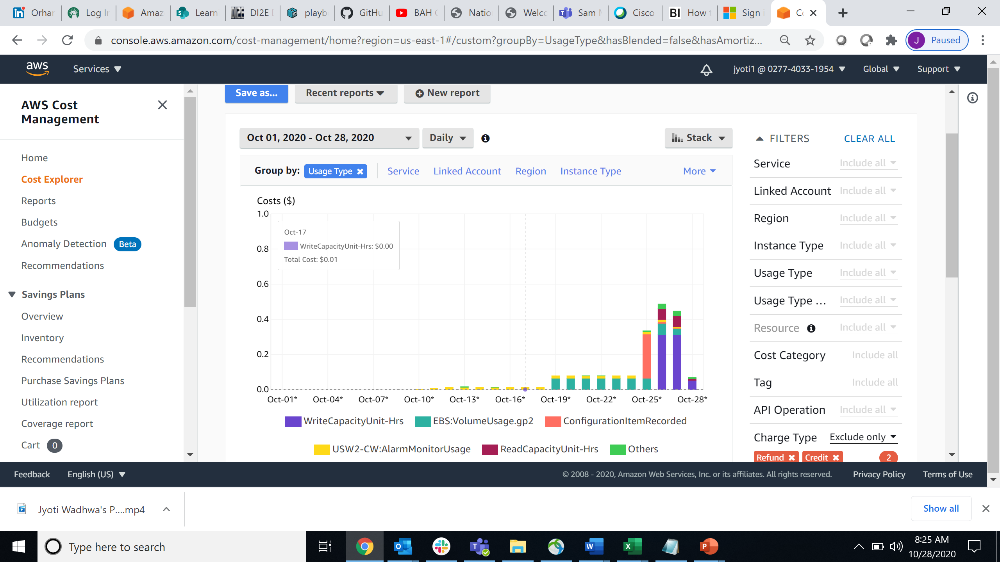 Orhar
Log Ir
Amaz
Learni
DI2E
playb
GitHu
BAH
Natio
Welc
Sam
Cisco
BI How
Sign i
console.aws.amazon.com/cost-management/home?region=us-east-1#/custom?groupBy=UsageType&hasBlended=false&hasAmortiz...
J Paused
aws Services
jyoti1 @ 0277-4033-1954 Global Support
AWS Cost
Management
Home
Cost Explorer
Reports
Budgets
Anomaly Detection Beta
Recommendations
Savings Plans
Overview
Inventory
Recommendations
Purchase Savings Plans
Utilization report
Coverage report
Cart 0
Save as... Recent reports New report
Oct 01, 2020 - Oct 28, 2020 Daily Stack
Group by: Usage Type Service Linked Account Region Instance Type More
Costs ($)
1.0
0.8
0.6
0.4
0.2
0.0
Oct-17
WriteCapacityUnit-Hrs: $0.00
Total Cost: $0.01
Oct-01* Oct-04* Oct-07* Oct-10* Oct-13* Oct-16* Oct-19* Oct-22* Oct-25* Oct-28*
WriteCapacityUnit-Hrs EBS:VolumeUsage.gp2 ConfigurationItemRecorded
USW2-CW:AlarmMonitorUsage ReadCapacityUnit-Hrs Others
FILTERS CLEAR ALL
Service Include all
Linked Account Include all
Region Include all
Instance Type Include all
Usage Type Include all
Usage Type ... Include all
Resource Include all
Cost Category Include all
Tag Include all
API Operation Include all
Charge Type Exclude only
Refund Credit 2
Feedback English (US)
© 2008 - 2020, Amazon Web Services, Inc. or its affiliates. All rights reserved. Privacy Policy Terms of Use
Jyoti Wadhwa's P....mp4
Show all
Type here to search
8:25 AM
10/28/2020